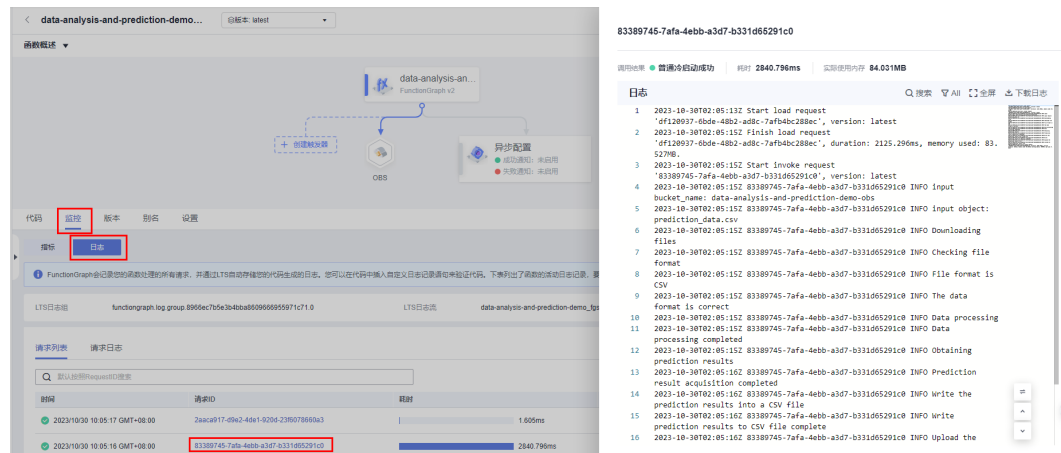 data-analysis-and-prediction-demo...
版本: latest
函数概述
data-analysis-an...
FunctionGraph v2
+ 创建触发器
OBS
异步配置
成功通知：未启用
失败通知：未启用
代码 监控 版本 别名 设置
指标 日志
FunctionGraph会记录您的函数处理的所有请求，并通过LTS自动存储您的代码生成的日志。您可以在代码中插入自定义日志记录语句来验证代码。下表列出了函数的活动日志记录，要
LTS日志组 functiongraph.log.group.8966ec7b5e3b4bba8609666955971c71.0 LTS日志流 data-analysis-and-prediction-demo_fgs
请求列表 请求日志
默认按照RequestID搜索
时间 请求ID 耗时
2023/10/30 10:05:17 GMT+08:00 2aaca917-d9e2-4de1-920d-23f6078660a3 1.605ms
2023/10/30 10:05:16 GMT+08:00 83389745-7afa-4ebb-a3d7-b331d65291c0 2840.796ms
83389745-7afa-4ebb-a3d7-b331d65291c0
调用结果 普通冷启动成功 耗时 2840.796ms 实际使用内存 84.031MB
日志 搜索 All 全屏 下载日志
1 2023-10-30T02:05:13Z Start load request
'df120937-6bde-48b2-ad8c-7afb4bc288ec', version: latest
2 2023-10-30T02:05:15Z Finish load request
'df120937-6bde-48b2-ad8c-7afb4bc288ec', duration: 2125.296ms, memory used: 83.
527MB.
3 2023-10-30T02:05:15Z Start invoke request
'83389745-7afa-4ebb-a3d7-b331d65291c0', version: latest
4 2023-10-30T02:05:15Z 83389745-7afa-4ebb-a3d7-b331d65291c0 INFO input
bucket_name: data-analysis-and-prediction-demo-obs
5 2023-10-30T02:05:15Z 83389745-7afa-4ebb-a3d7-b331d65291c0 INFO input object:
prediction_data.csv
6 2023-10-30T02:05:15Z 83389745-7afa-4ebb-a3d7-b331d65291c0 INFO Downloading
files
7 2023-10-30T02:05:15Z 83389745-7afa-4ebb-a3d7-b331d65291c0 INFO Checking file
format
8 2023-10-30T02:05:15Z 83389745-7afa-4ebb-a3d7-b331d65291c0 INFO File format is
CSV
9 2023-10-30T02:05:15Z 83389745-7afa-4ebb-a3d7-b331d65291c0 INFO The data
format is correct
10 2023-10-30T02:05:15Z 83389745-7afa-4ebb-a3d7-b331d65291c0 INFO Data processing
11 2023-10-30T02:05:15Z 83389745-7afa-4ebb-a3d7-b331d65291c0 INFO Data
processing completed
12 2023-10-30T02:05:15Z 83389745-7afa-4ebb-a3d7-b331d65291c0 INFO Obtaining
prediction results
13 2023-10-30T02:05:16Z 83389745-7afa-4ebb-a3d7-b331d65291c0 INFO Prediction
result acquisition completed
14 2023-10-30T02:05:16Z 83389745-7afa-4ebb-a3d7-b331d65291c0 INFO Write the
prediction results into a CSV file
15 2023-10-30T02:05:16Z 83389745-7afa-4ebb-a3d7-b331d65291c0 INFO Write
prediction results to CSV file complete
16 2023-10-30T02:05:16Z 83389745-7afa-4ebb-a3d7-b331d65291c0 INFO Upload the